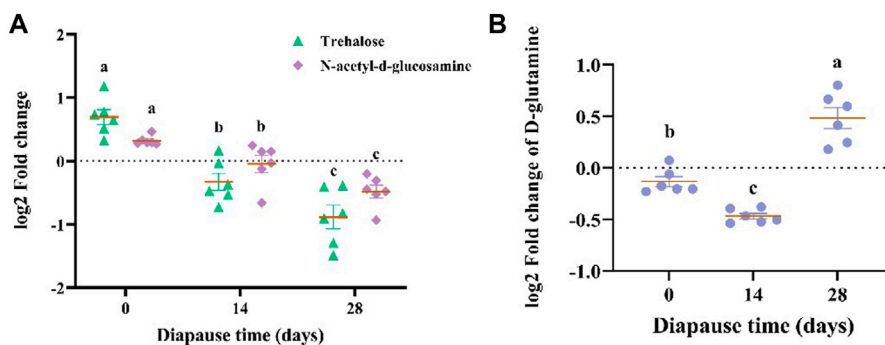 A
log2 Fold change
2
1
0
-1
-2
a
a
b
b
c
c
Trehalose
N-acetyl-d-glucosamine
0
14
28
Diapause time (days)
B
log2 Fold change of D-glutamine
1.0
0.5
0.0
-0.5
-1.0
b
c
a
0
14
28
Diapause time (days)